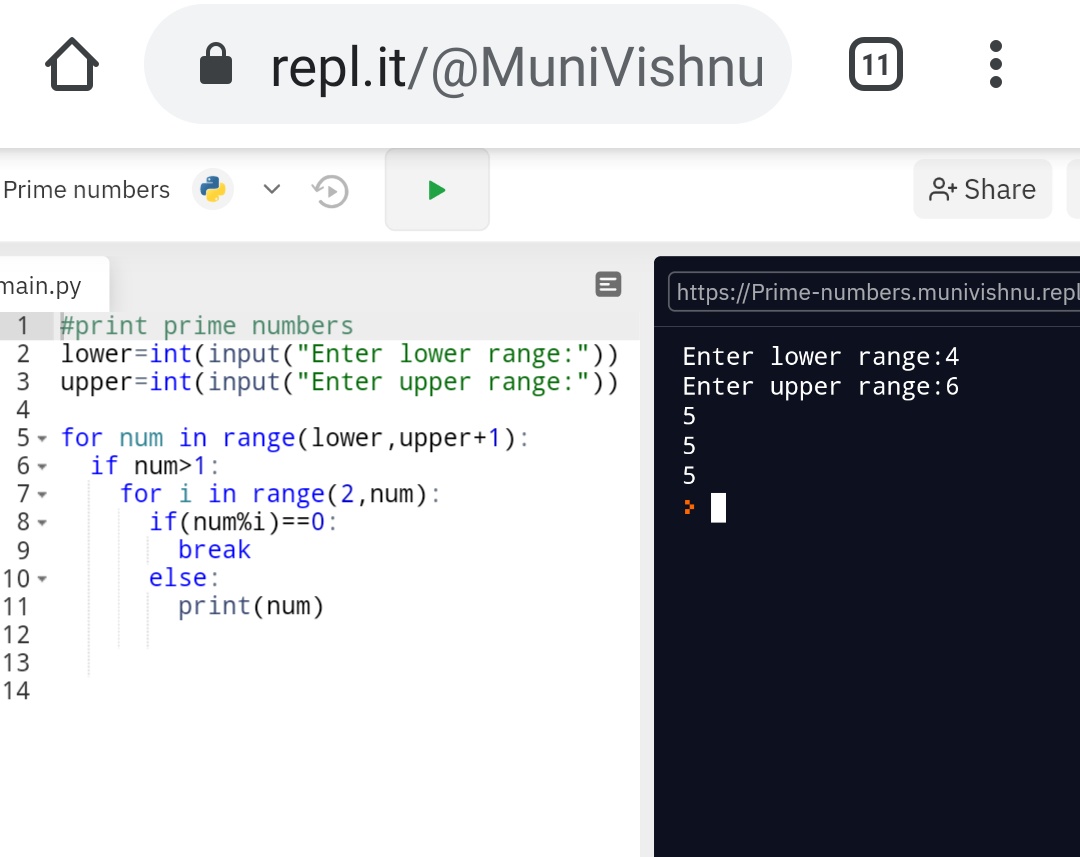 repl.it/@MuniVishnu
11
Prime numbers
Share
main.py
https://Prime-numbers.munivishnu.repl
1 #print prime numbers
2 lower=int(input("Enter lower range:"))
3 upper=int(input("Enter upper range:"))
4
5 for num in range(lower,upper+1):
6   if num>1:
7     for i in range(2,num):
8       if(num%i)==0:
9         break
10       else:
11         print(num)
12
13
14
Enter lower range:4
Enter upper range:6
5
5
5